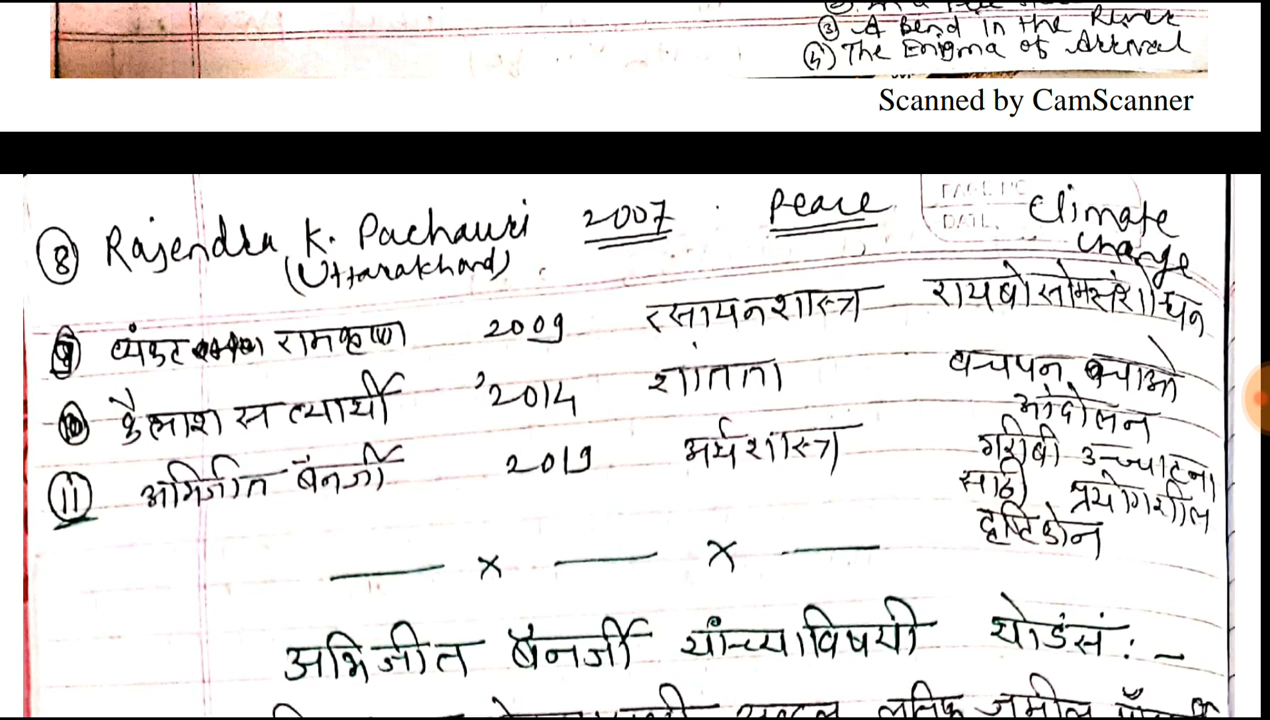 ③ A Bend in the River
④ The Enigma of Arrival
Scanned by CamScanner
DATE
⑧ Rajendra K. Pachauri 2007 Peace Climate change
(Uttarakhand)
⑨ व्यंकट रामकृष्णा 2009 रसायनशास्त्र रायबोसोमसंशोधन
⑩ कैलाश सत्यार्थी 2014 शांतता बचपन बचाओ आंदोलन
⑪ अभिजीत बॅनर्जी 2019 अर्थशास्त्र गरीबी उच्चाटना
साठी प्रयोगशील
दृष्टिकोन
— x — x —
अभिजीत बॅनर्जी यांच्याविषयी थोडंसं :-